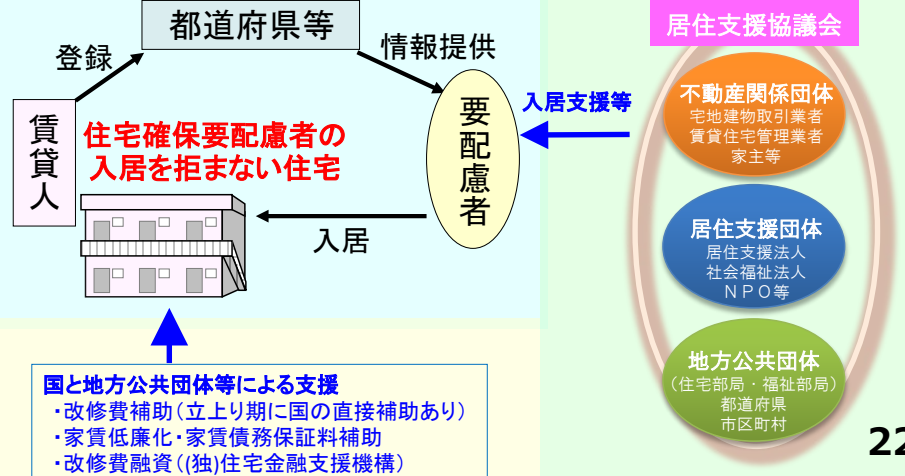 都道府県等
登録
情報提供
賃貸人
住宅確保要配慮者の
入居を拒まない住宅
要配慮者
入居
入居支援等
国と地方公共団体等による支援
・改修費補助(立上り期に国の直接補助あり)
・家賃低廉化・家賃債務保証料補助
・改修費融資((独)住宅金融支援機構)
居住支援協議会
不動産関係団体
宅地建物取引業者
賃貸住宅管理業者
家主等
居住支援団体
居住支援法人
社会福祉法人
ＮＰＯ等
地方公共団体
(住宅部局・福祉部局)
都道府県
市区町村
22